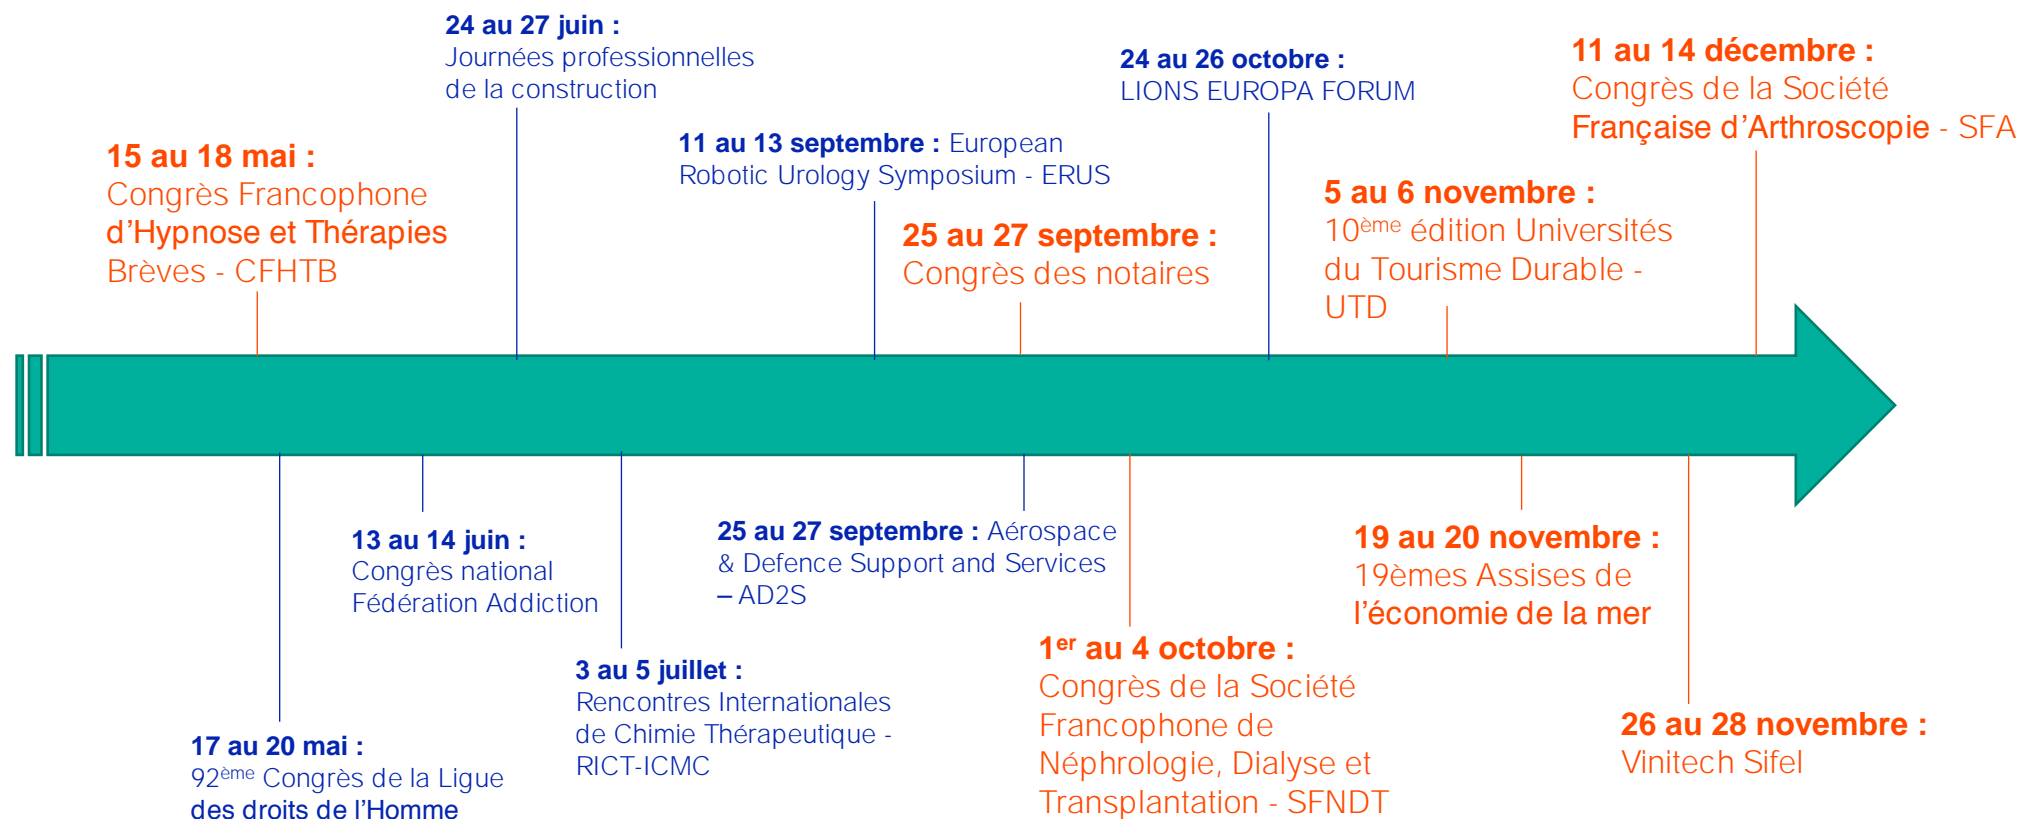 24 au 27 juin :
Journées professionnelles
de la construction
24 au 26 octobre :
LIONS EUROPA FORUM
11 au 14 décembre :
Congrès de la Société
Française d’Arthroscopie - SFA
15 au 18 mai :
Congrès Francophone
d’Hypnose et Thérapies
Brèves - CFHTB
11 au 13 septembre : European
Robotic Urology Symposium - ERUS
25 au 27 septembre :
Congrès des notaires
5 au 6 novembre :
10ème édition Universités
du Tourisme Durable -
UTD
13 au 14 juin :
Congrès national
Fédération Addiction
25 au 27 septembre : Aérospace
& Defence Support and Services
– AD2S
19 au 20 novembre :
19èmes Assises de
l’économie de la mer
3 au 5 juillet :
Rencontres Internationales
de Chimie Thérapeutique -
RICT-ICMC
1er au 4 octobre :
Congrès de la Société
Francophone de
Néphrologie, Dialyse et
Transplantation - SFNDT
17 au 20 mai :
92ème Congrès de la Ligue
des droits de l’Homme
26 au 28 novembre :
Vinitech Sifel